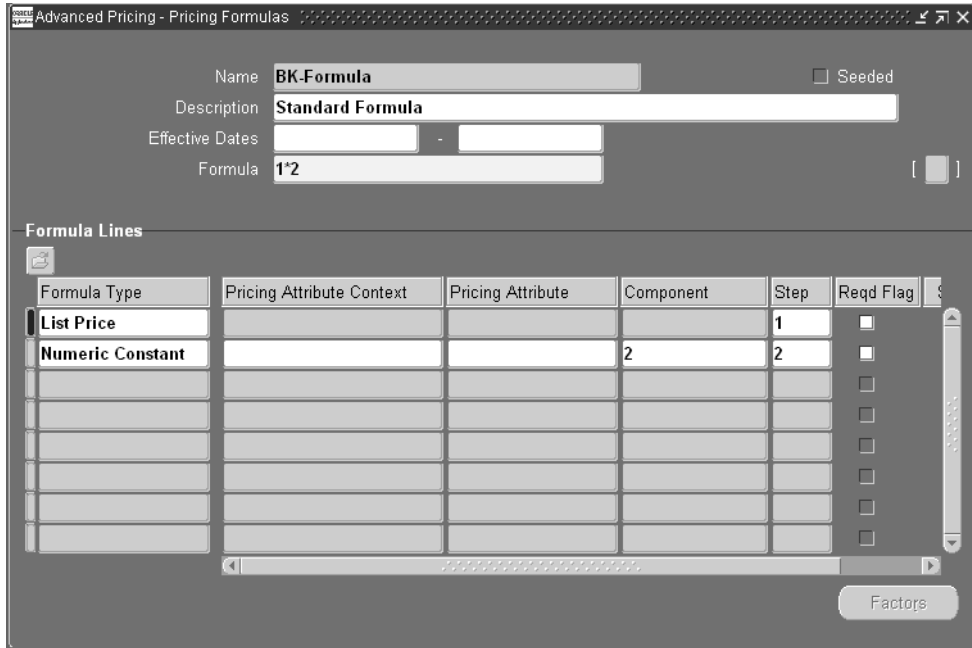 Advanced Pricing - Pricing Formulas
Name BK-Formula Seeded
Description Standard Formula
Effective Dates -
Formula 1*2 [ ]
Formula Lines
Formula Type Pricing Attribute Context Pricing Attribute Component Step Reqd Flag
List Price 1
Numeric Constant 2 2
Factors